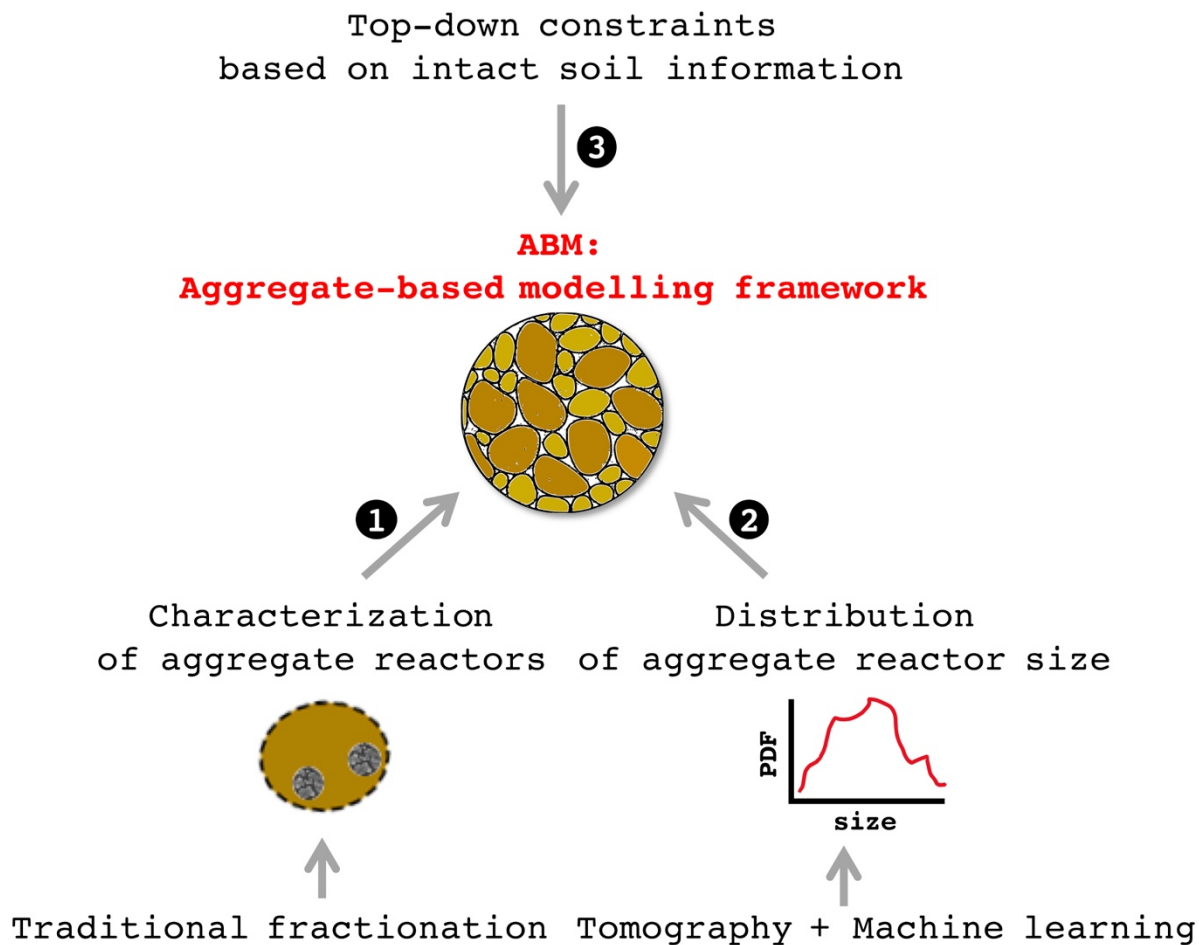 Top-down constraints
based on intact soil information
3
ABM:
Aggregate-based modelling framework
1
2
Characterization
of aggregate reactors
Distribution
of aggregate reactor size
PDF
size
Traditional fractionation
Tomography + Machine learning